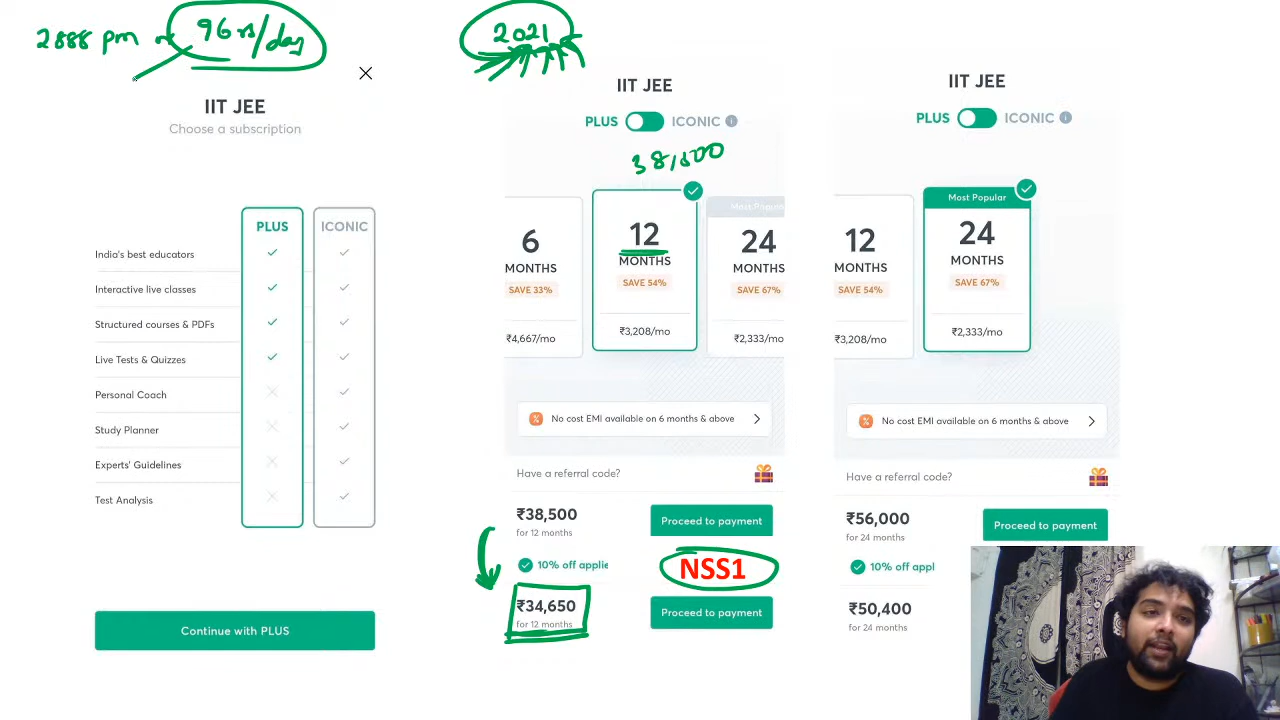 2888 pm or 96 rs/day
IIT JEE
Choose a subscription
PLUS ICONIC
India's best educators
Interactive live classes
Structured courses & PDFs
Live Tests & Quizzes
Personal Coach
Study Planner
Experts' Guidelines
Test Analysis
Continue with PLUS
2021
IIT JEE
PLUS ICONIC
38,500
6
MONTHS
SAVE 33%
₹4,667/mo
12
MONTHS
SAVE 54%
₹3,208/mo
Most Popular
24
MONTHS
SAVE 67%
₹2,333/mo
No cost EMI available on 6 months & above
Have a referral code?
₹38,500
for 12 months
Proceed to payment
10% off applie
NSS1
₹34,650
for 12 months
Proceed to payment
IIT JEE
PLUS ICONIC
12
MONTHS
SAVE 54%
₹3,208/mo
Most Popular
24
MONTHS
SAVE 67%
₹2,333/mo
No cost EMI available on 6 months & above
Have a referral code?
₹56,000
for 24 months
Proceed to payment
10% off appl
₹50,400
for 24 months